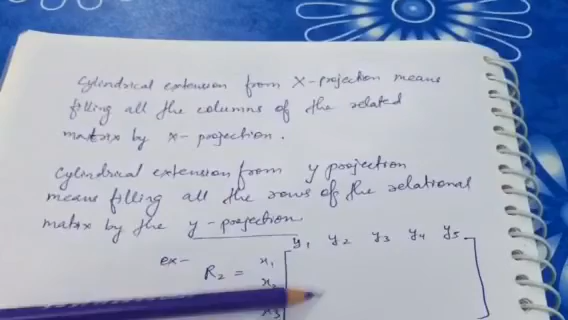 Cylindrical extension from X-projection means
filling all the columns of the related
matrix by x-projection.
Cylindrical extension from y projection
means filling all the rows of the relational
matrix by the y-projection.
y1 y2 y3 y4 y5
ex-
R2 = x1
x2
x3